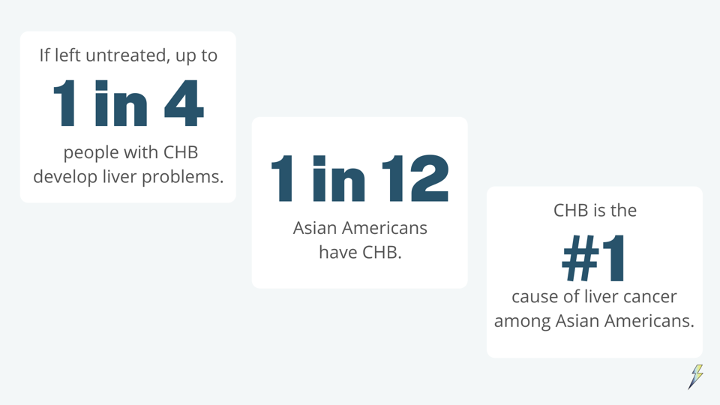 If left untreated, up to
1 in 4
people with CHB
develop liver problems.
1 in 12
Asian Americans
have CHB.
CHB is the
#1
cause of liver cancer
among Asian Americans.